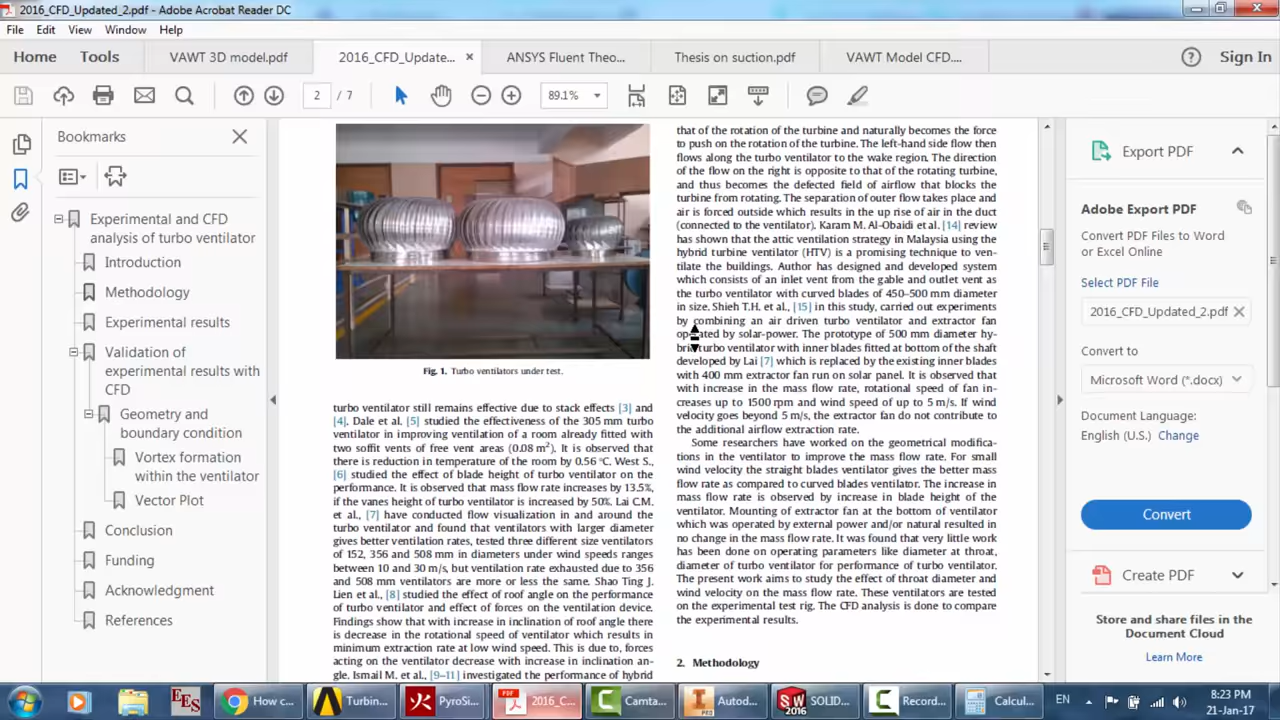 2016_CFD_Updated_2.pdf - Adobe Acrobat Reader DC
File Edit View Window Help
Home Tools VAWT 3D model.pdf 2016_CFD_Update... × ANSYS Fluent Theo... Thesis on suction.pdf VAWT Model CFD.... Sign In
2 / 7 89.1%
Bookmarks
Experimental and CFD
analysis of turbo ventilator
Introduction
Methodology
Experimental results
Validation of
experimental results with
CFD
Geometry and
boundary condition
Vortex formation
within the ventilator
Vector Plot
Conclusion
Funding
Acknowledgment
References
Fig. 1. Turbo ventilators under test.
turbo ventilator still remains effective due to stack effects [3] and
[4]. Dale et al. [5] studied the effectiveness of the 305 mm turbo
ventilator in improving ventilation of a room already fitted with
two soffit vents of free vent areas (0.08 m²). It is observed that
there is reduction in temperature of the room by 0.56 °C. West S.,
[6] studied the effect of blade height of turbo ventilator on the
performance. It is observed that mass flow rate increases by 13.5%,
if the vanes height of turbo ventilator is increased by 50%. Lai C.M.
et al., [7] have conducted flow visualization in and around the
turbo ventilator and found that ventilators with larger diameter
gives better ventilation rates, tested three different size ventilators
of 152, 356 and 508 mm in diameters under wind speeds ranges
between 10 and 30 m/s, but ventilation rate exhausted due to 356
and 508 mm ventilators are more or less the same. Shao Ting J.
Lien et al., [8] studied the effect of roof angle on the performance
of turbo ventilator and effect of forces on the ventilation device.
Findings show that with increase in inclination of roof angle there
is decrease in the rotational speed of ventilator which results in
minimum extraction rate at low wind speed. This is due to, forces
acting on the ventilator decrease with increase in inclination an-
gle. Ismail M. et al., [9–11] investigated the performance of hybrid
that of the rotation of the turbine and naturally becomes the force
to push on the rotation of the turbine. The left-hand side flow then
flows along the turbo ventilator to the wake region. The direction
of the flow on the right is opposite to that of the rotating turbine,
and thus becomes the defected field of airflow that blocks the
turbine from rotating. The separation of outer flow takes place and
air is forced outside which results in the up rise of air in the duct
(connected to the ventilator). Karam M. Al-Obaidi et al. [14] review
has shown that the attic ventilation strategy in Malaysia using the
hybrid turbine ventilator (HTV) is a promising technique to ven-
tilate the buildings. Author has designed and developed system
which consists of an inlet vent from the gable and outlet vent as
the turbo ventilator with curved blades of 450–500 mm diameter
in size. Shieh T.H. et al., [15] in this study, carried out experiments
by combining an air driven turbo ventilator and extractor fan
operated by solar-power. The prototype of 500 mm diameter hy-
brid turbo ventilator with inner blades fitted at bottom of the shaft
developed by Lai [7] which is replaced by the existing inner blades
with 400 mm extractor fan run on solar panel. It is observed that
with increase in the mass flow rate, rotational speed of fan in-
creases up to 1500 rpm and wind speed of up to 5 m/s. If wind
velocity goes beyond 5 m/s, the extractor fan do not contribute to
the additional airflow extraction rate.
Some researchers have worked on the geometrical modifica-
tions in the ventilator to improve the mass flow rate. For small
wind velocity the straight blades ventilator gives the better mass
flow rate as compared to curved blades ventilator. The increase in
mass flow rate is observed by increase in blade height of the
ventilator. Mounting of extractor fan at the bottom of ventilator
which was operated by external power and/or natural resulted in
no change in the mass flow rate. It was found that very little work
has been done on operating parameters like diameter at throat,
diameter of ventilator for performance of turbo ventilator.
The present work aims to study the effect of throat diameter and
wind velocity on the mass flow rate. These ventilators are tested
on the experimental test rig. The CFD analysis is done to compare
the experimental results.
2. Methodology
Export PDF
Adobe Export PDF
Convert PDF Files to Word
or Excel Online
Select PDF File
2016_CFD_Updated_2.pdf ×
Convert to
Microsoft Word (*.docx)
Document Language:
English (U.S.) Change
Convert
Create PDF
Store and share files in the
Document Cloud
Learn More
EES How c... Turbin... PyroSi... 2016_C... Camta... Autod... SOLID... Record... Calcul... EN 8:23 PM
21-Jan-17